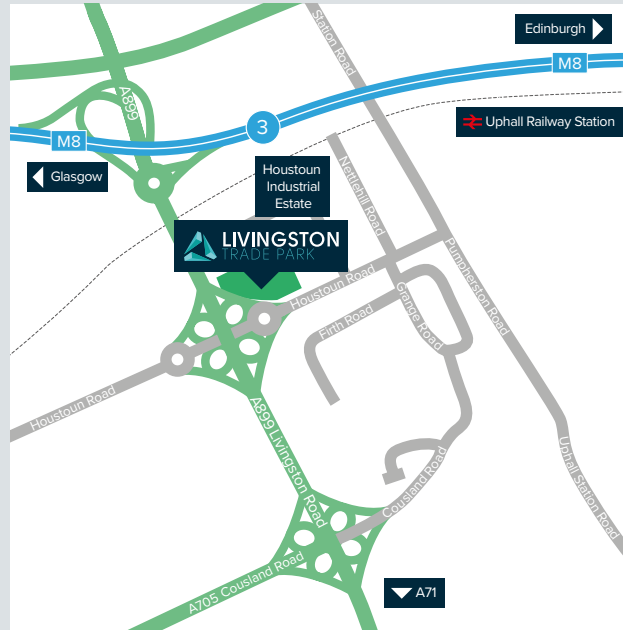 Edinburgh
Station Road
M8
A899
3
Uphall Railway Station
M8
Glasgow
Houstoun
Industrial
Estate
Nettlehill Road
LIVINGSTON
TRADE PARK
Pumpherston Road
Houstoun Road
Grange Road
Firth Road
Houstoun Road
A899 Livingston Road
Cousland Road
Uphall Station Road
A705 Cousland Road
A71